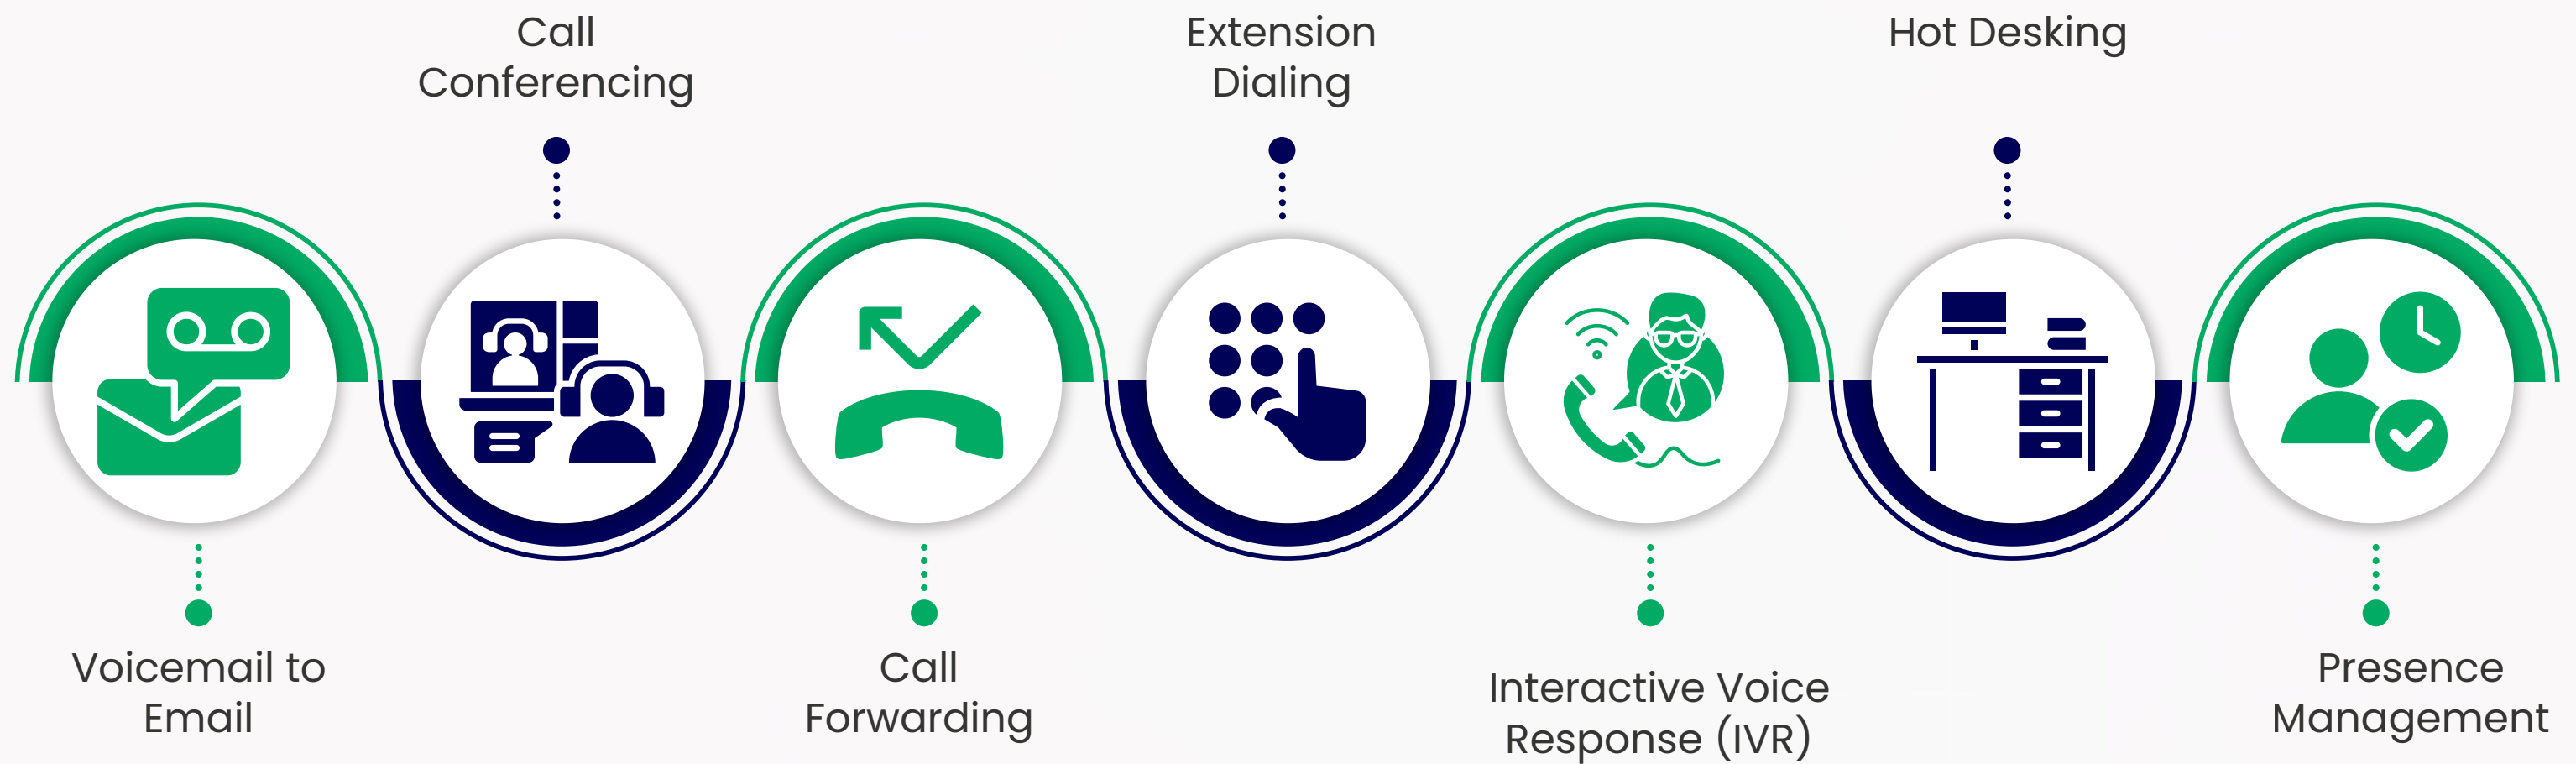 Call
Conferencing
Extension
Dialing
Hot Desking
Voicemail to
Email
Call
Forwarding
Interactive Voice
Response (IVR)
Presence
Management